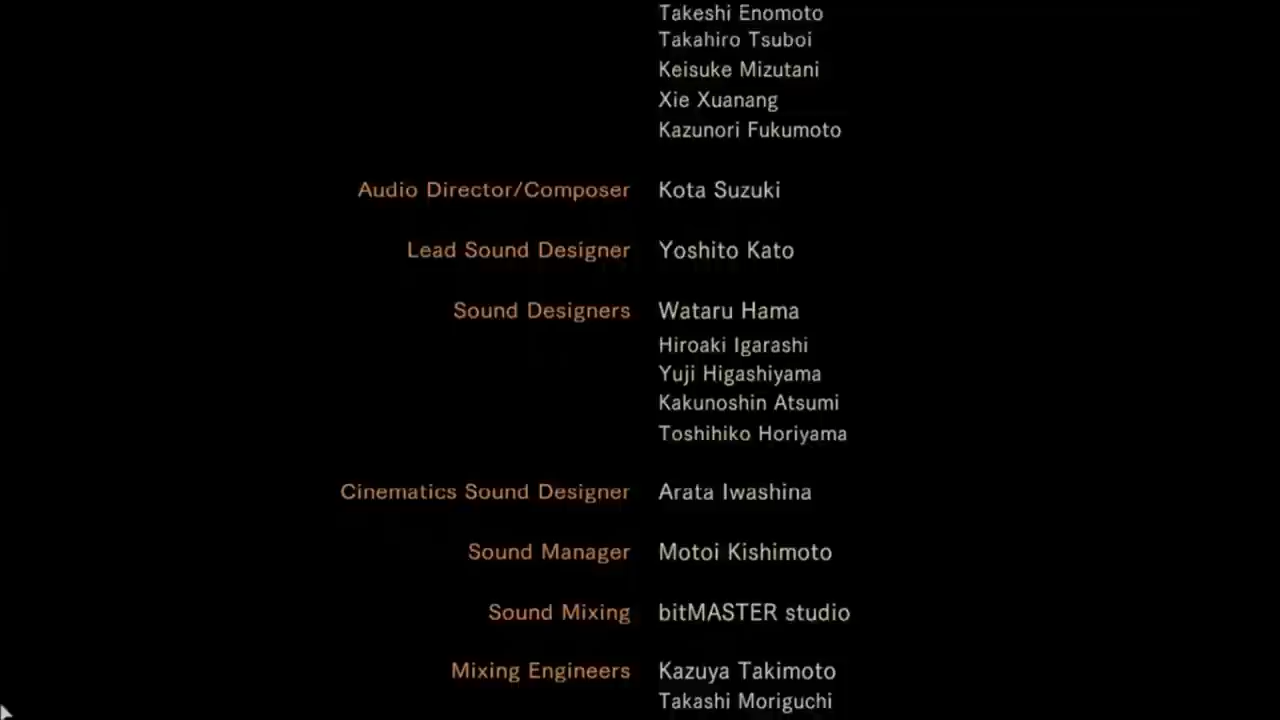 Takeshi Enomoto
Takahiro Tsuboi
Keisuke Mizutani
Xie Xuanang
Kazunori Fukumoto
Audio Director/Composer Kota Suzuki
Lead Sound Designer Yoshito Kato
Sound Designers Wataru Hama
Hiroaki Igarashi
Yuji Higashiyama
Kakunoshin Atsumi
Toshihiko Horiyama
Cinematics Sound Designer Arata Iwashina
Sound Manager Motoi Kishimoto
Sound Mixing bitMASTER studio
Mixing Engineers Kazuya Takimoto
Takashi Moriguchi